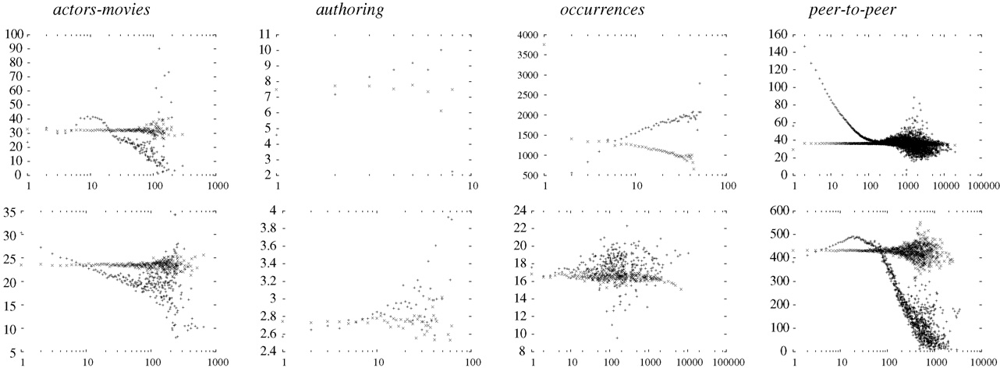 actors-movies authoring occurrences peer-to-peer
100 11 4000 160
90 10 3500 140
80 9 3000 120
70 8 2500 100
60 7 2000 80
50 6 1500 60
40 5 1000 40
30 4 500 20
20 3 0
10 2
0
1 10 100 1000 1 10 1 10 100 1 10 100 1000 10000 100000
35 4 24 600
30 3.8 22 500
25 3.6 20 400
20 3.4 18 300
15 3.2 16 200
10 3 14 100
5 2.8 12 0
2.6 10
2.4 8
1 10 100 1000 1 10 100 1 10 100 1000 10000 100000 1 10 100 1000 10000